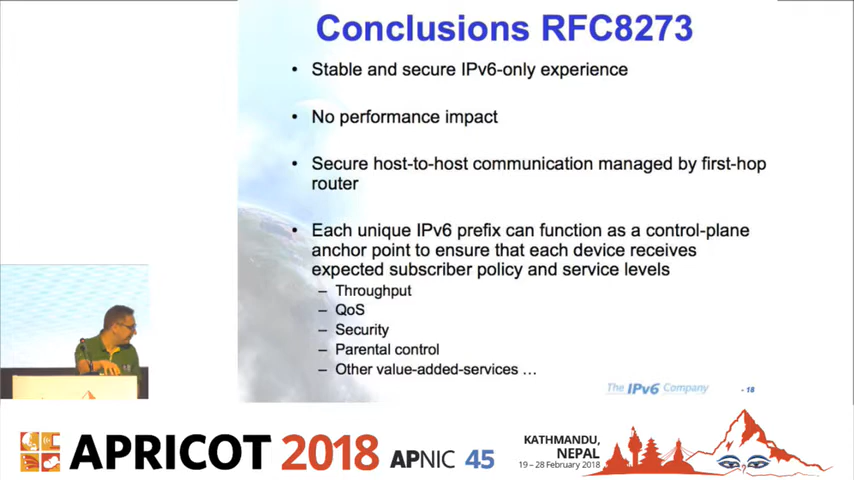 Conclusions RFC8273
• Stable and secure IPv6-only experience
• No performance impact
• Secure host-to-host communication managed by first-hop
router
• Each unique IPv6 prefix can function as a control-plane
anchor point to ensure that each device receives
expected subscriber policy and service levels
– Throughput
– QoS
– Security
– Parental control
– Other value-added-services …
The IPv6 Company
- 18
APRICOT 2018
APNIC 45
KATHMANDU,
NEPAL
19 – 28 February 2018